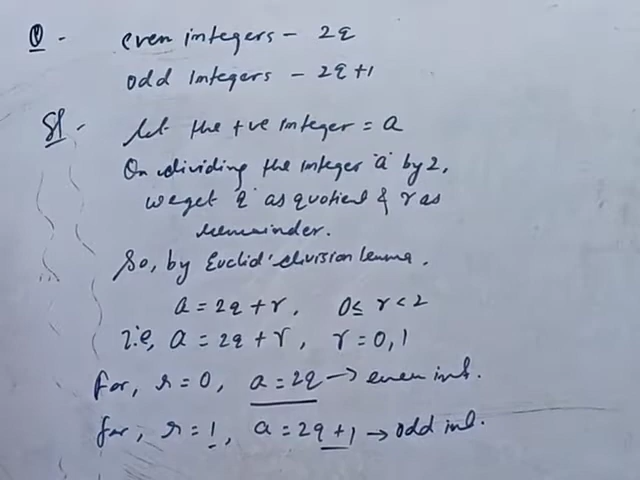 Q - even integers - 2q
odd integers - 2q+1
Sol - let the +ve integer = a
On dividing the integer 'a' by 2,
we get 'q' as quotient & r as
remainder.
So, by Euclid' division lemma.
a = 2q + r, 0 ≤ r < 2
i.e, a = 2q + r, r = 0, 1
for, r = 0, a = 2q → even int.
for, r = 1, a = 2q + 1 → odd int.